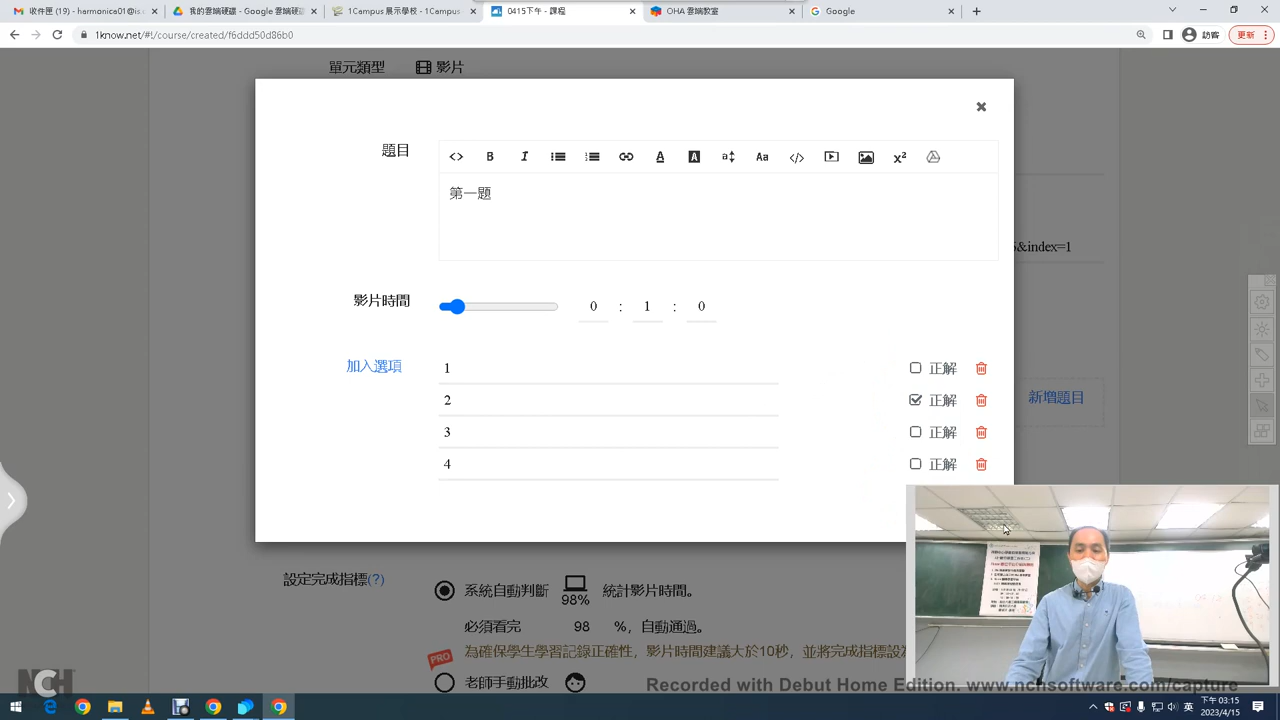 收件匣 (19) - harmonica01@is
我的雲端硬碟 - Google 雲端硬碟
1Campus 展示學校 - 1Campus
0415下午 - 課程
OHA 雲端教室
Google
1know.net/#!/course/created/f6ddd50d86b0
訪客
更新
單元類型 影片
題目
第一題
&index=1
影片時間 0 : 1 : 0
加入選項 1 正解
2 正解
3 正解
4 正解
新增題目
設定完成指標(?)
系統自動判斷 98% 統計影片時間。
必須看完 98 %，自動通過。
PRO 為確保學生學習記錄正確性，影片時間建議大於10秒，並將完成指標設為
老師手動批改
NCH
Recorded with Debut Home Edition. www.nchsoftware.com/capture
英
下午 03:15
2023/4/15